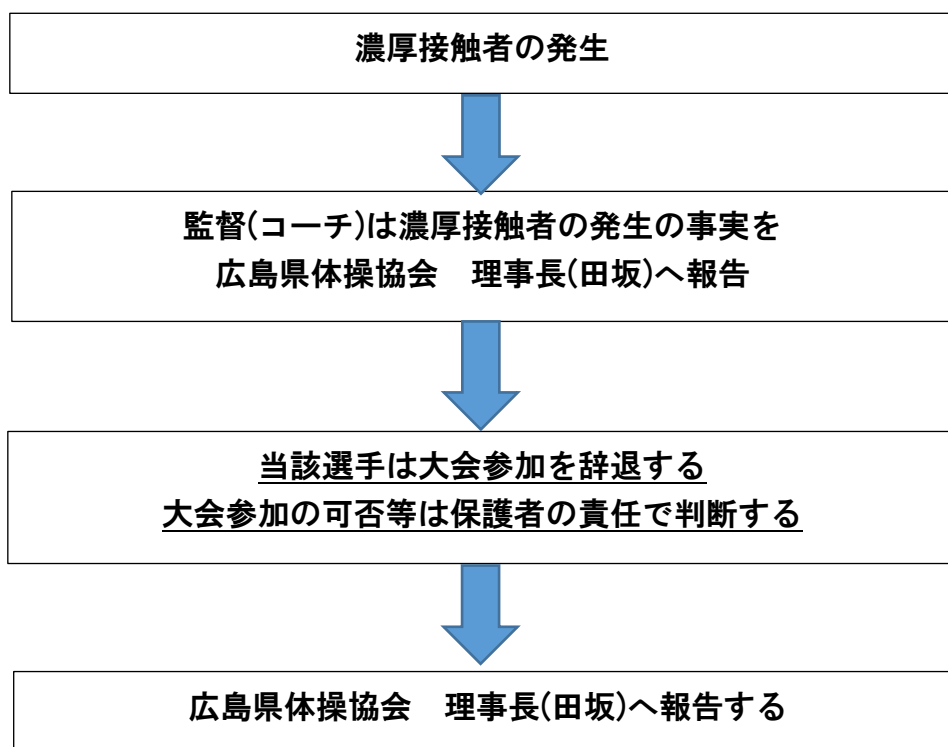 濃厚接触者の発生
監督(コーチ)は濃厚接触者の発生の事実を
広島県体操協会　理事長(田坂)へ報告
当該選手は大会参加を辞退する
大会参加の可否等は保護者の責任で判断する
広島県体操協会　理事長(田坂)へ報告する